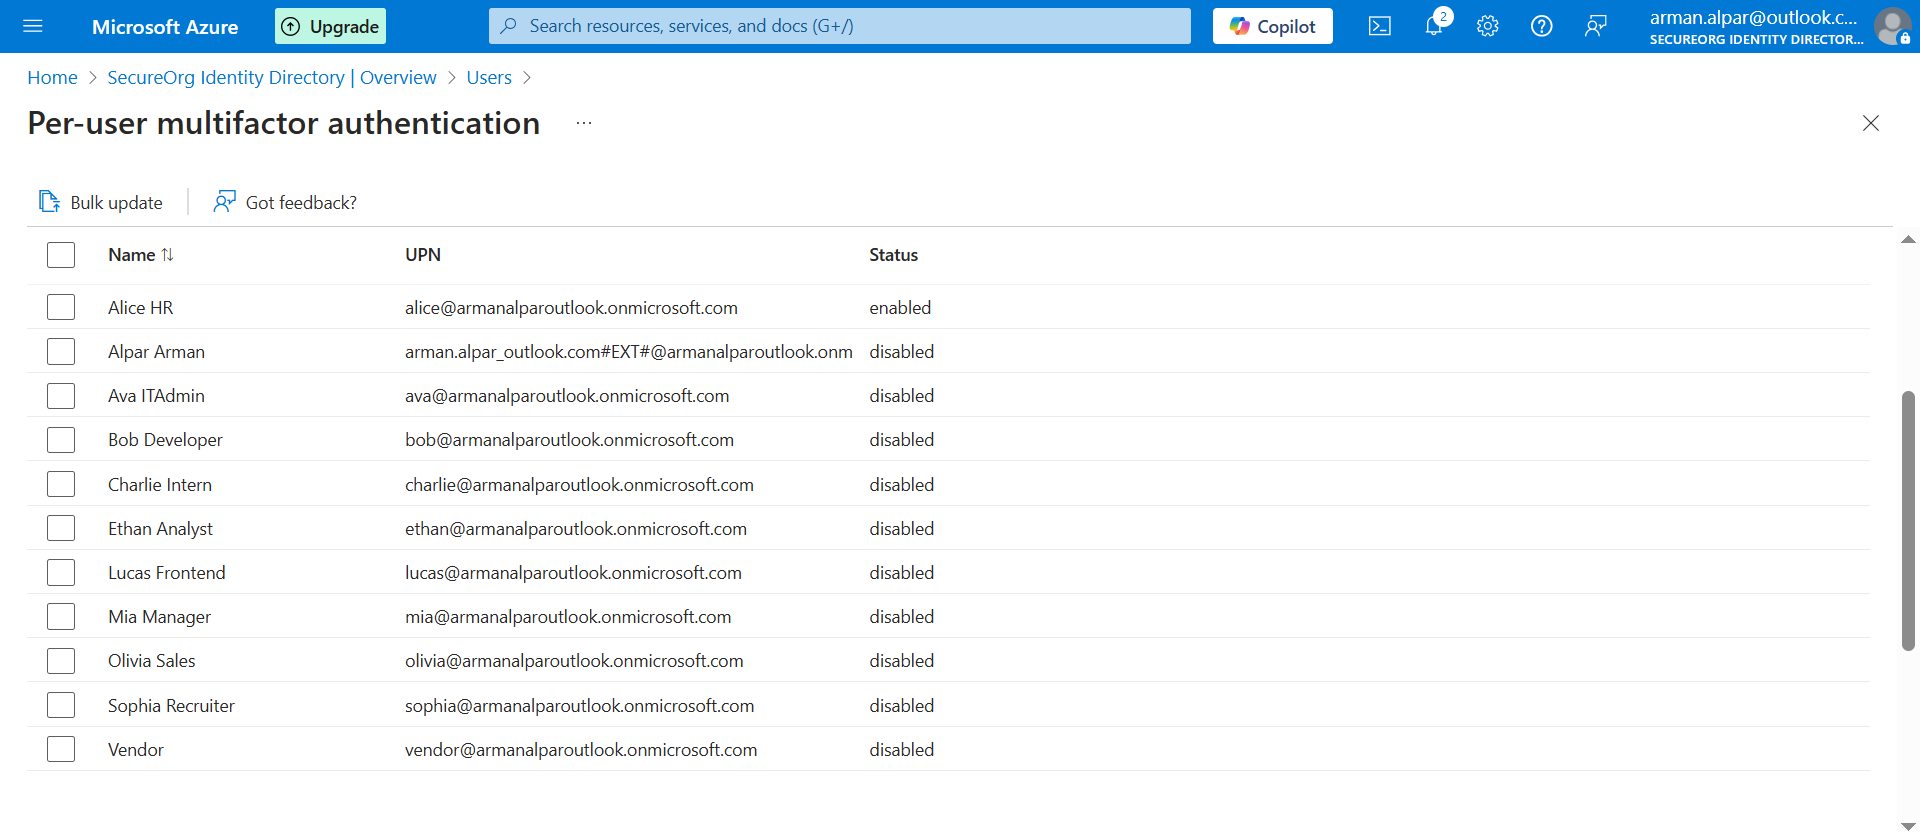 Microsoft Azure
Upgrade
Search resources, services, and docs (G+/)
Copilot
2
arman.alpar@outlook.c...
SECUREORG IDENTITY DIRECTOR...
Home > SecureOrg Identity Directory | Overview > Users >
Per-user multifactor authentication ...
Bulk update
Got feedback?
Name UPN Status
Alice HR alice@armanalparoutlook.onmicrosoft.com enabled
Alpar Arman arman.alpar_outlook.com#EXT#@armanalparoutlook.onm disabled
Ava ITAdmin ava@armanalparoutlook.onmicrosoft.com disabled
Bob Developer bob@armanalparoutlook.onmicrosoft.com disabled
Charlie Intern charlie@armanalparoutlook.onmicrosoft.com disabled
Ethan Analyst ethan@armanalparoutlook.onmicrosoft.com disabled
Lucas Frontend lucas@armanalparoutlook.onmicrosoft.com disabled
Mia Manager mia@armanalparoutlook.onmicrosoft.com disabled
Olivia Sales olivia@armanalparoutlook.onmicrosoft.com disabled
Sophia Recruiter sophia@armanalparoutlook.onmicrosoft.com disabled
Vendor vendor@armanalparoutlook.onmicrosoft.com disabled